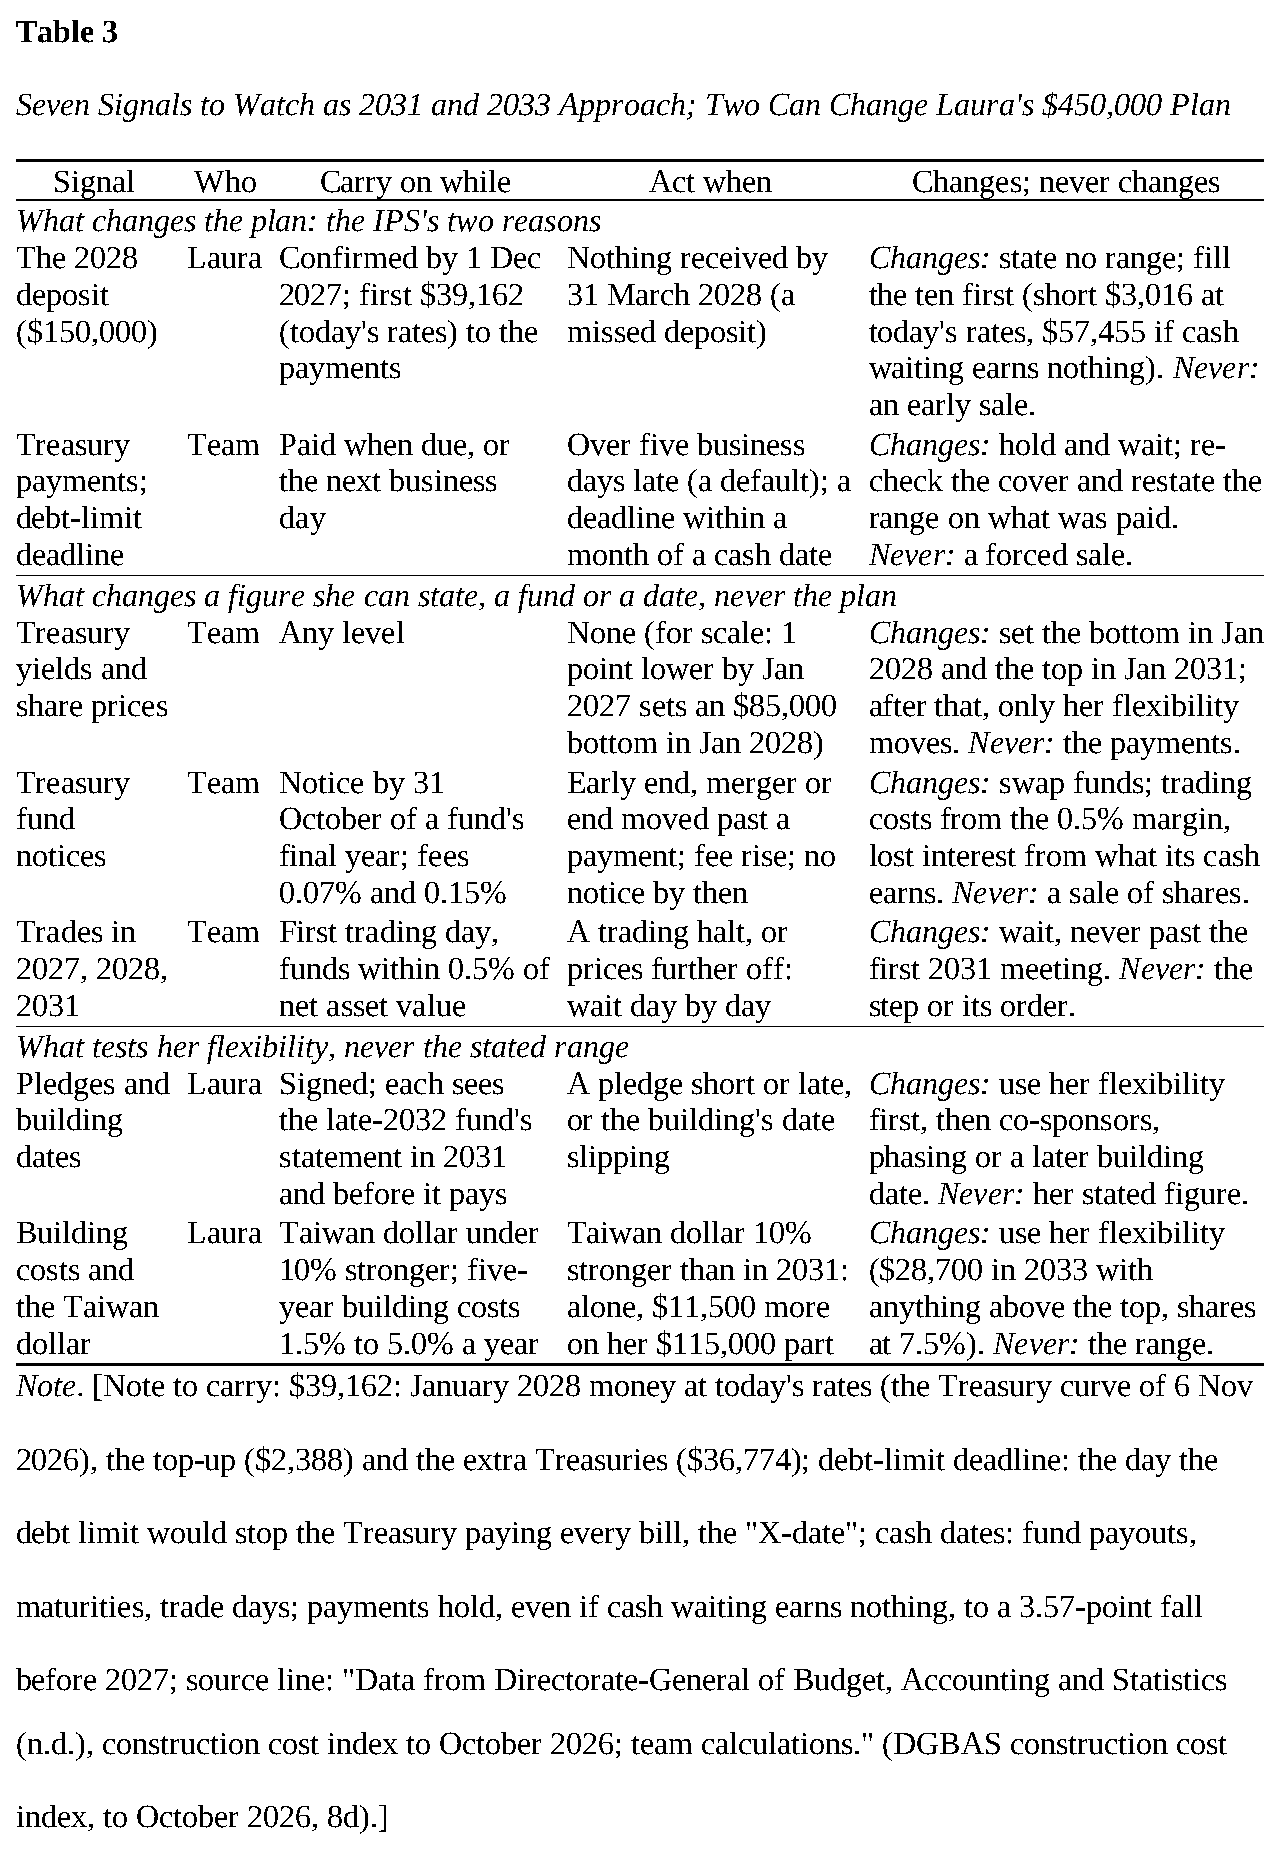 Table 3
Seven Signals to Watch as 2031 and 2033 Approach; Two Can Change Laura's $450,000 Plan
Signal Who Carry on while Act when Changes; never changes
What changes the plan: the IPS's two reasons
The 2028 Laura Confirmed by 1 Dec Nothing received by Changes: state no range; fill
deposit 2027; first $39,162 31 March 2028 (a the ten first (short $3,016 at
($150,000) (today's rates) to the missed deposit) today's rates, $57,455 if cash
payments waiting earns nothing). Never:
an early sale.
Treasury Team Paid when due, or Over five business Changes: hold and wait; re-
payments; the next business days late (a default); a check the cover and restate the
debt-limit day deadline within a range on what was paid.
deadline month of a cash date Never: a forced sale.
What changes a figure she can state, a fund or a date, never the plan
Treasury Team Any level None (for scale: 1 Changes: set the bottom in Jan
yields and point lower by Jan 2028 and the top in Jan 2031;
share prices 2027 sets an $85,000 after that, only her flexibility
bottom in Jan 2028) moves. Never: the payments.
Treasury Team Notice by 31 Early end, merger or Changes: swap funds; trading
fund October of a fund's end moved past a costs from the 0.5% margin,
notices final year; fees payment; fee rise; no lost interest from what its cash
0.07% and 0.15% notice by then earns. Never: a sale of shares.
Trades in Team First trading day, A trading halt, or Changes: wait, never past the
2027, 2028, funds within 0.5% of prices further off: first 2031 meeting. Never: the
2031 net asset value wait day by day step or its order.
What tests her flexibility, never the stated range
Pledges and Laura Signed; each sees A pledge short or late, Changes: use her flexibility
building the late-2032 fund's or the building's date first, then co-sponsors,
dates statement in 2031 slipping phasing or a later building
and before it pays date. Never: her stated figure.
Building Laura Taiwan dollar under Taiwan dollar 10% Changes: use her flexibility
costs and 10% stronger; five- stronger than in 2031: ($28,700 in 2033 with
the Taiwan year building costs alone, $11,500 more anything above the top, shares
dollar 1.5% to 5.0% a year on her $115,000 part at 7.5%). Never: the range.
Note. [Note to carry: $39,162: January 2028 money at today's rates (the Treasury curve of 6 Nov
2026), the top-up ($2,388) and the extra Treasuries ($36,774); debt-limit deadline: the day the
debt limit would stop the Treasury paying every bill, the "X-date"; cash dates: fund payouts,
maturities, trade days; payments hold, even if cash waiting earns nothing, to a 3.57-point fall
before 2027; source line: "Data from Directorate-General of Budget, Accounting and Statistics
(n.d.), construction cost index to October 2026; team calculations." (DGBAS construction cost
index, to October 2026, 8d).]